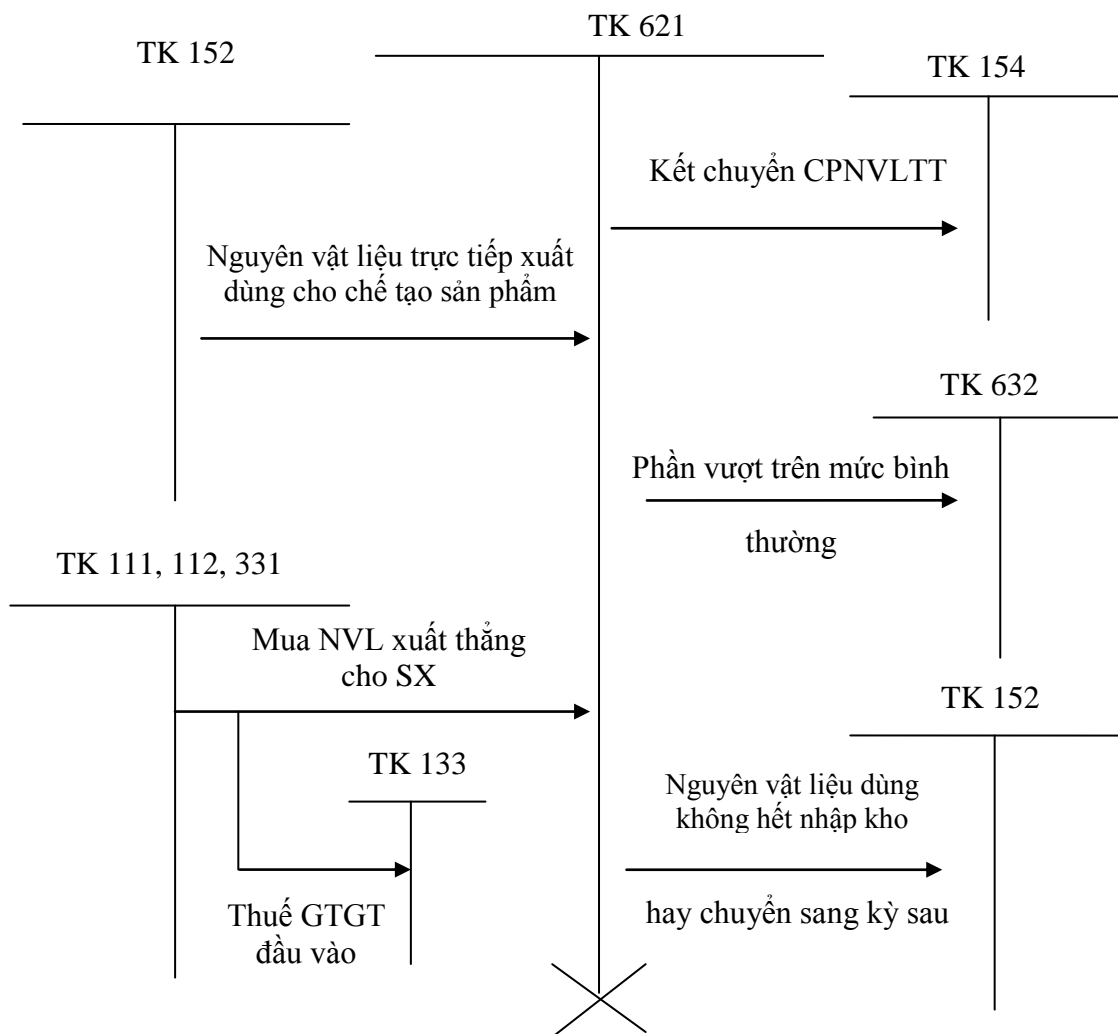 TK 621
TK 152
TK 154
Kết chuyển CPNVLTT
Nguyên vật liệu trực tiếp xuất
dùng cho chế tạo sản phẩm
TK 632
Phần vượt trên mức bình
thường
TK 111, 112, 331
Mua NVL xuất thẳng
cho SX
TK 152
TK 133
Nguyên vật liệu dùng
không hết nhập kho
Thuế GTGT
đầu vào
hay chuyển sang kỳ sau